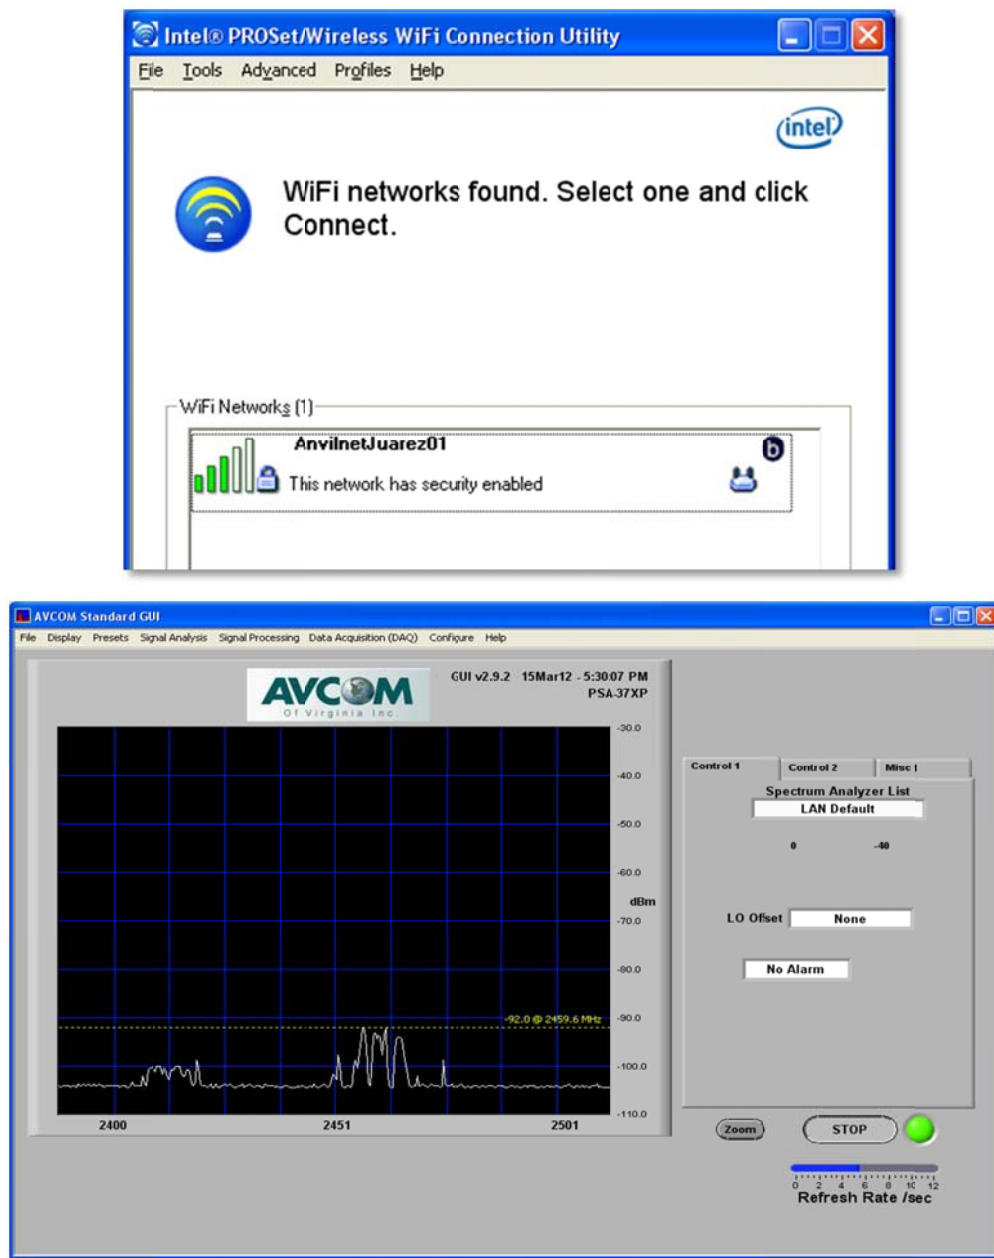 Intel® PROSet/Wireless WiFi Connection Utility
File Tools Advanced Profiles Help
intel
WiFi networks found. Select one and click
Connect.
WiFi Networks (1)
AnvilnetJuarez01
b
This network has security enabled
AVCOM Standard GUI
File Display Presets Signal Analysis Signal Processing Data Acquisition (DAQ) Configure Help
AVCOM
Of Virginia Inc.
GUI v2.9.2 15Mar12 - 5:30:07 PM
PSA-37XP
-30.0
-40.0
-50.0
-60.0
dBm
-70.0
-80.0
-92.0 @ 2459.6 MHz
-90.0
-100.0
-110.0
2400 2451 2501
Control 1 Control 2 Misc
Spectrum Analyzer List
LAN Default
0 -40
LO Offset None
No Alarm
Zoom STOP
0 2 4 6 8 10 12
Refresh Rate /sec